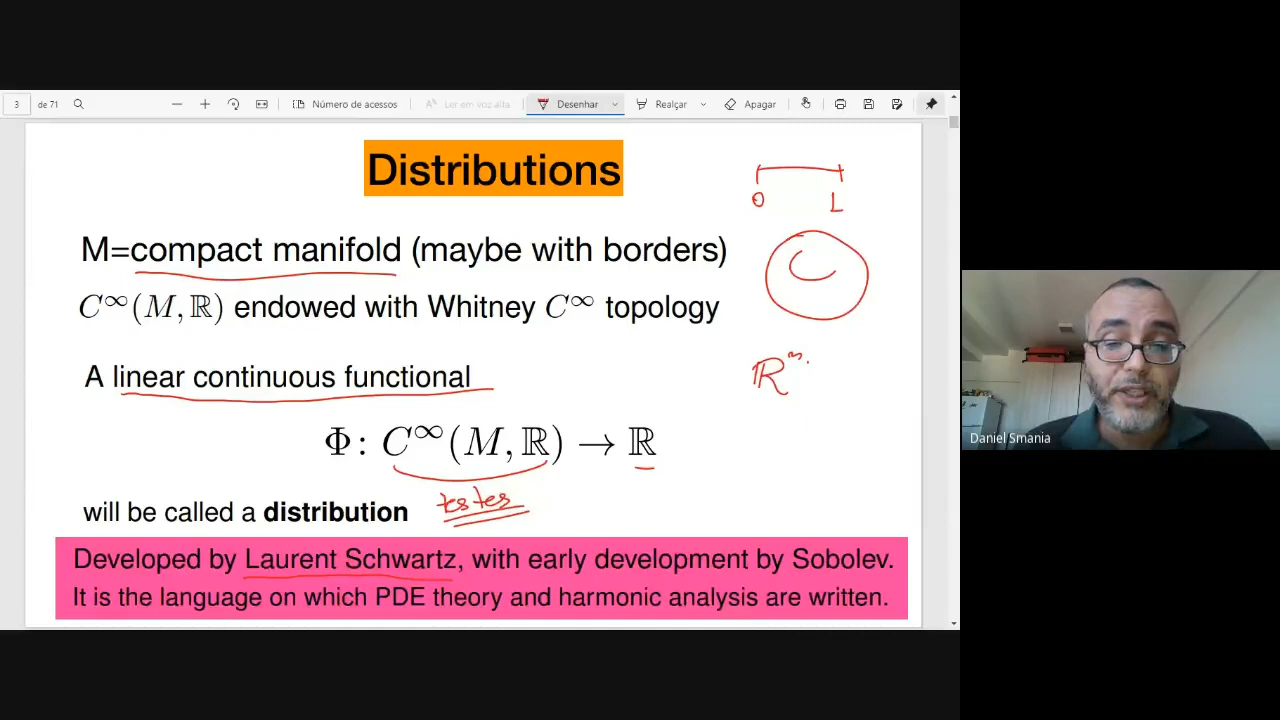 3 de 71 Número de acessos Ler em voz alta Desenhar Realçar Apagar
Distributions
0 L
M=compact manifold (maybe with borders)
C∞(M, ℝ) endowed with Whitney C∞ topology
A linear continuous functional
Φ: C∞(M, ℝ) → ℝ
testes
will be called a distribution
Developed by Laurent Schwartz, with early development by Sobolev.
It is the language on which PDE theory and harmonic analysis are written.
Daniel Smania